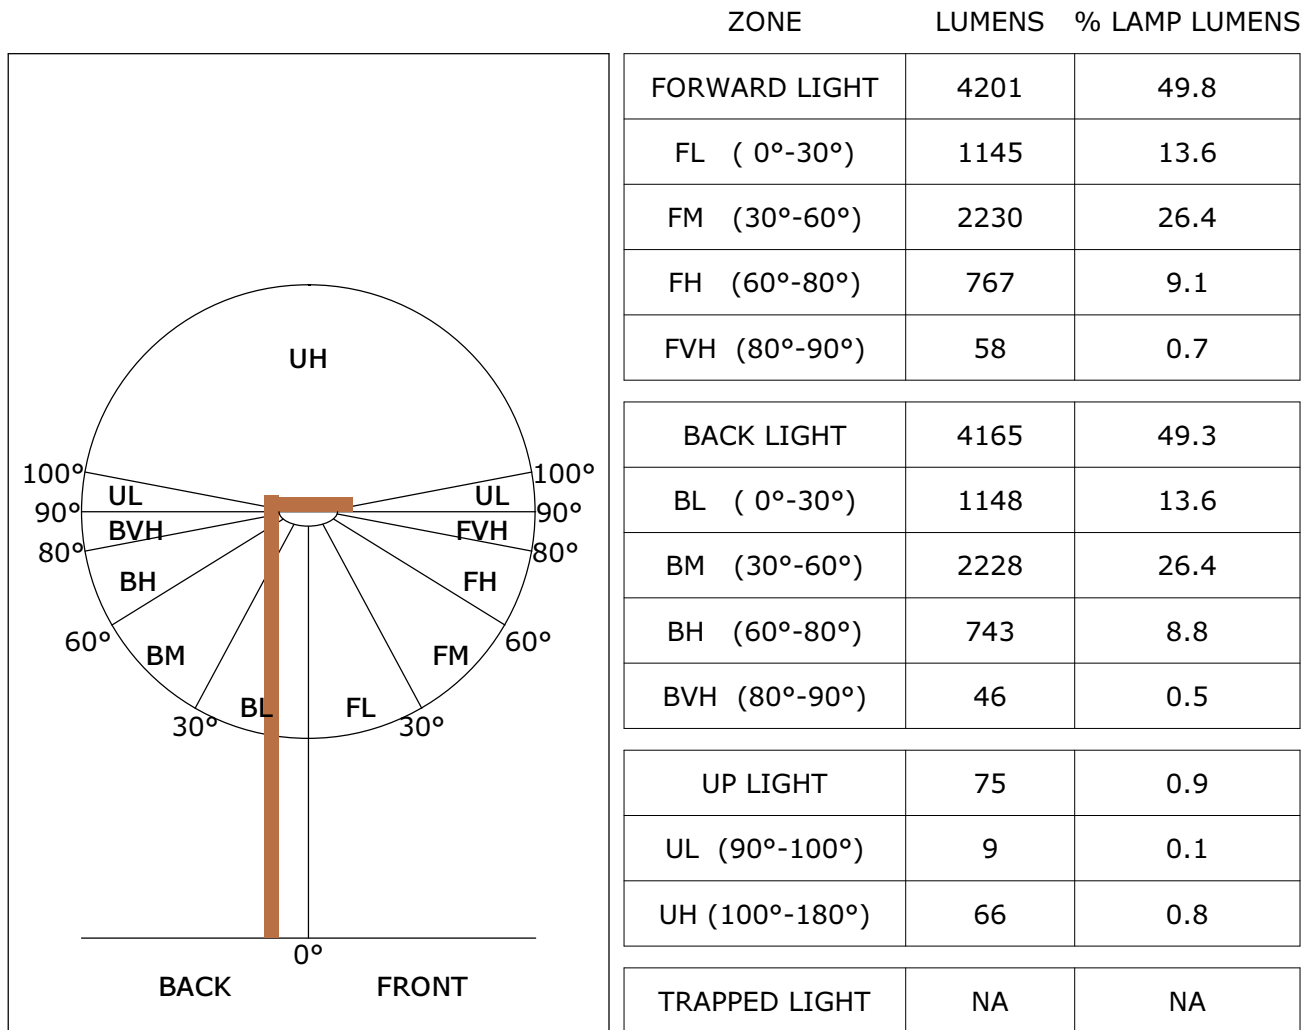 ZONE LUMENS % LAMP LUMENS
FORWARD LIGHT 4201 49.8
FL ( 0°-30°) 1145 13.6
FM (30°-60°) 2230 26.4
FH (60°-80°) 767 9.1
FVH (80°-90°) 58 0.7
BACK LIGHT 4165 49.3
BL ( 0°-30°) 1148 13.6
BM (30°-60°) 2228 26.4
BH (60°-80°) 743 8.8
BVH (80°-90°) 46 0.5
UP LIGHT 75 0.9
UL (90°-100°) 9 0.1
UH (100°-180°) 66 0.8
TRAPPED LIGHT NA NA
UH
100° 100°
UL UL
90° 90°
BVH FVH
80° 80°
BH FH
60° 60°
BM FM
BL FL
30° 30°
0°
BACK FRONT